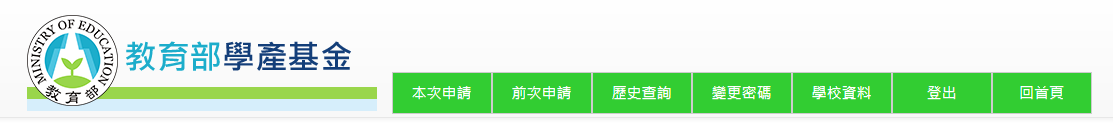 MINISTRY OF EDUCATION
教育部
教育部學產基金
本次申請 前次申請 歷史查詢 變更密碼 學校資料 登出 回首頁